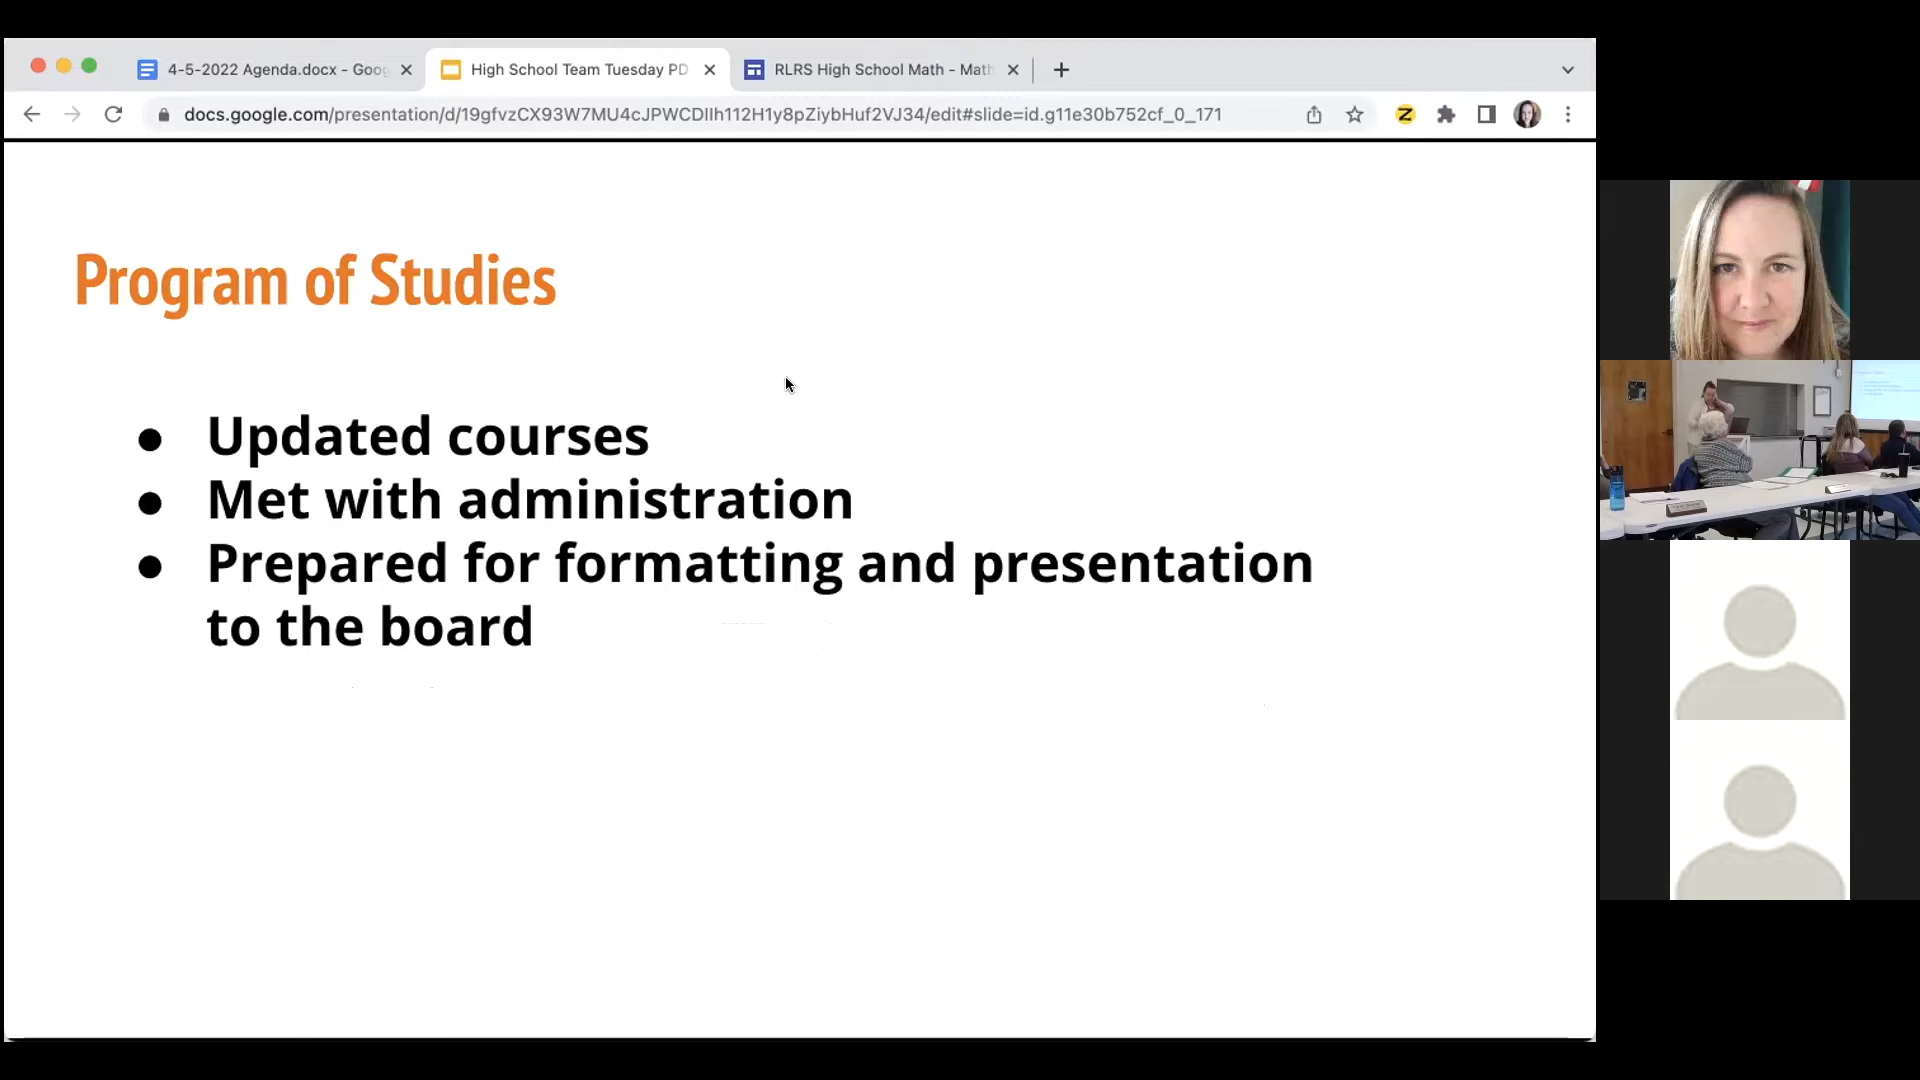 4-5-2022 Agenda.docx - Goog
High School Team Tuesday PD
RLRS High School Math - Math
docs.google.com/presentation/d/19gfvzCX93W7MU4cJPWCDIlh112H1y8pZiybHuf2VJ34/edit#slide=id.g11e30b752cf_0_171
Program of Studies
● Updated courses
● Met with administration
● Prepared for formatting and presentation
to the board